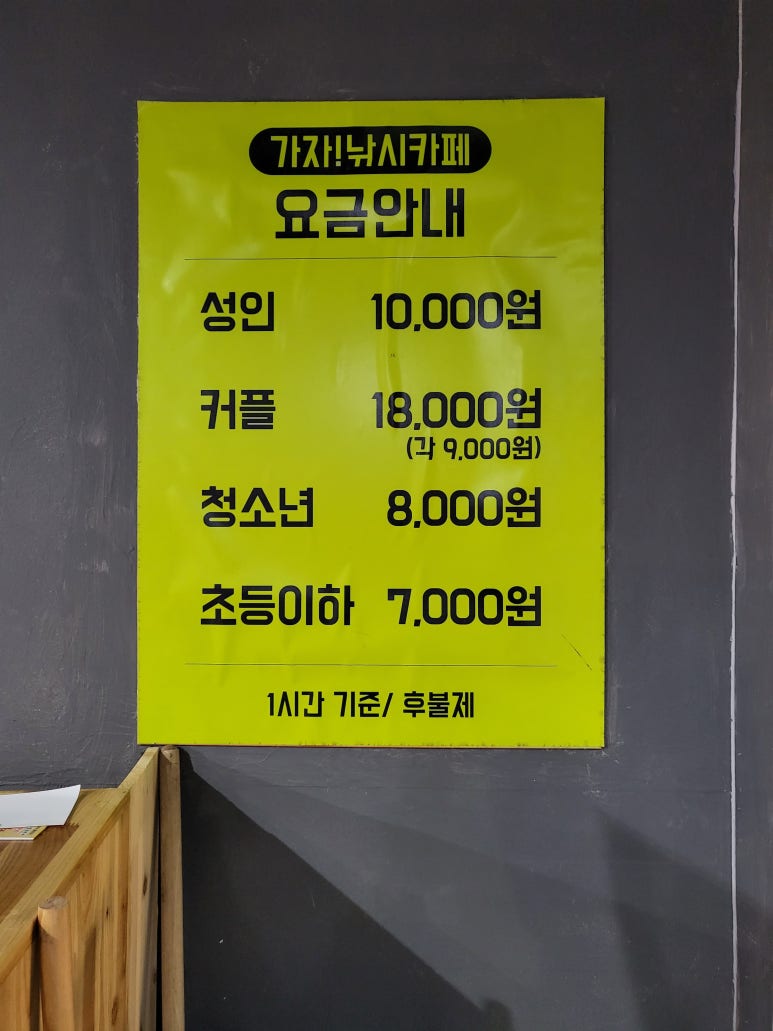 가자!낚시카페
요금안내
성인 10,000원
커플 18,000원
(각 9,000원)
청소년 8,000원
초등이하 7,000원
1시간 기준/ 후불제